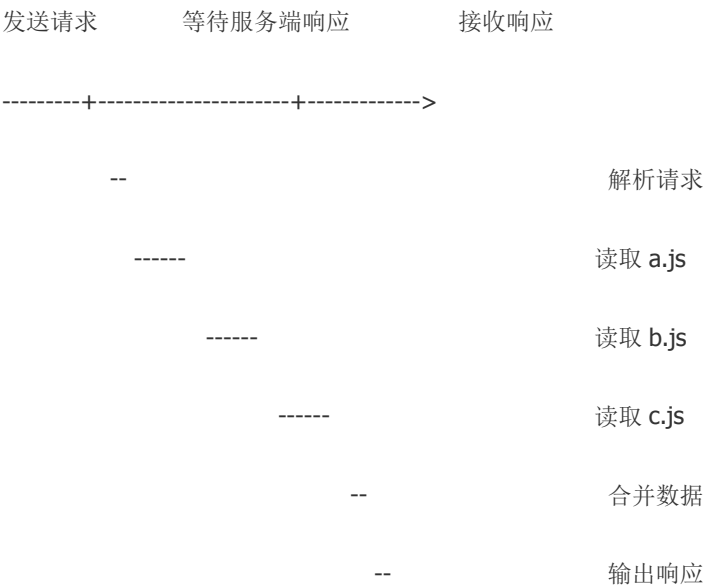 发送请求 等待服务端响应 接收响应
---------+----------------------+------------->
-- 解析请求
------ 读取 a.js
------ 读取 b.js
------ 读取 c.js
-- 合并数据
-- 输出响应